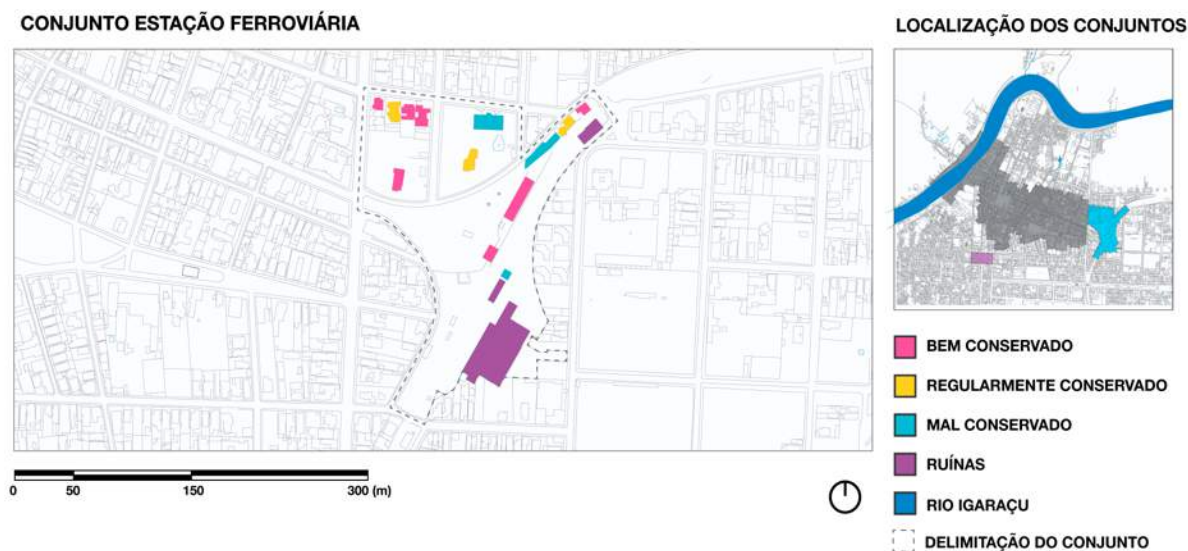 CONJUNTO ESTAÇÃO FERROVIÁRIA
LOCALIZAÇÃO DOS CONJUNTOS
BEM CONSERVADO
REGULARMENTE CONSERVADO
MAL CONSERVADO
RUÍNAS
RIO IGARAÇU
DELIMITAÇÃO DO CONJUNTO
0 50 150 300 (m)